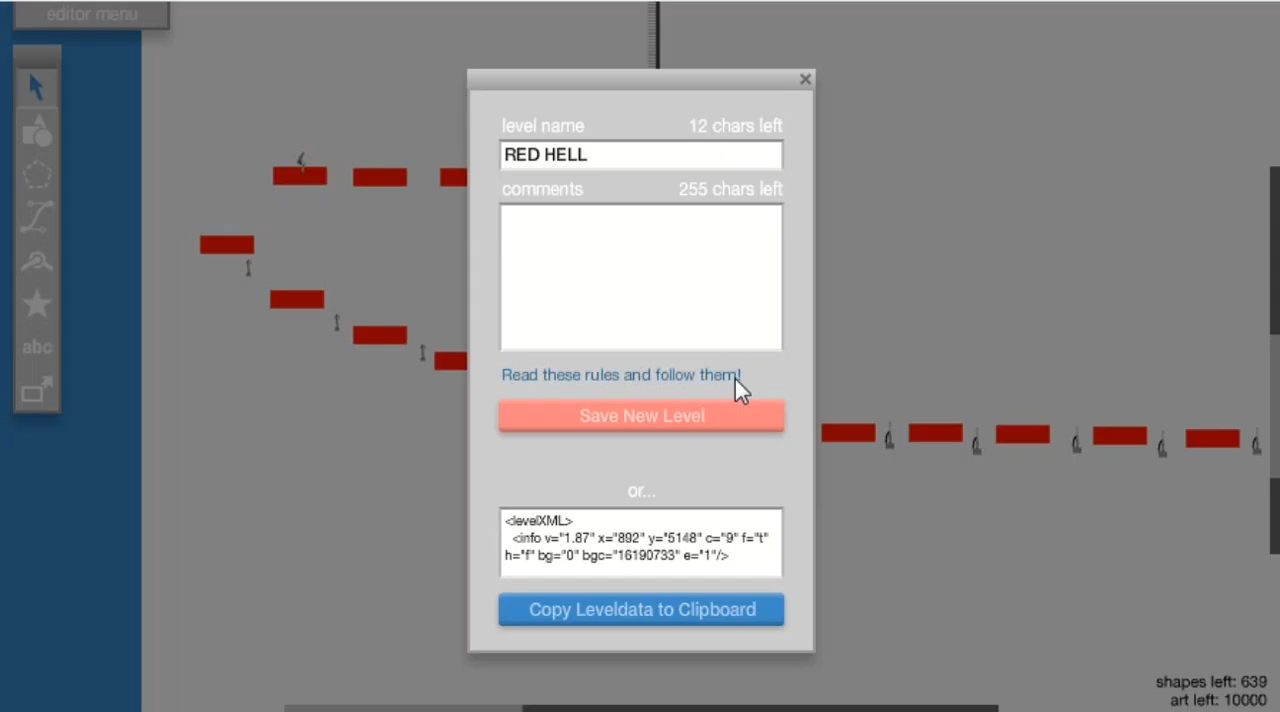 editor menu
level name 12 chars left
RED HELL
comments 255 chars left
Read these rules and follow them!
Save New Level
or...
<levelXML>
<info v="1.87" x="892" y="5148" c="9" f="t"
h="f" bg="0" bgc="16190733" e="1"/>
Copy Leveldata to Clipboard
abc
shapes left: 639
art left: 10000